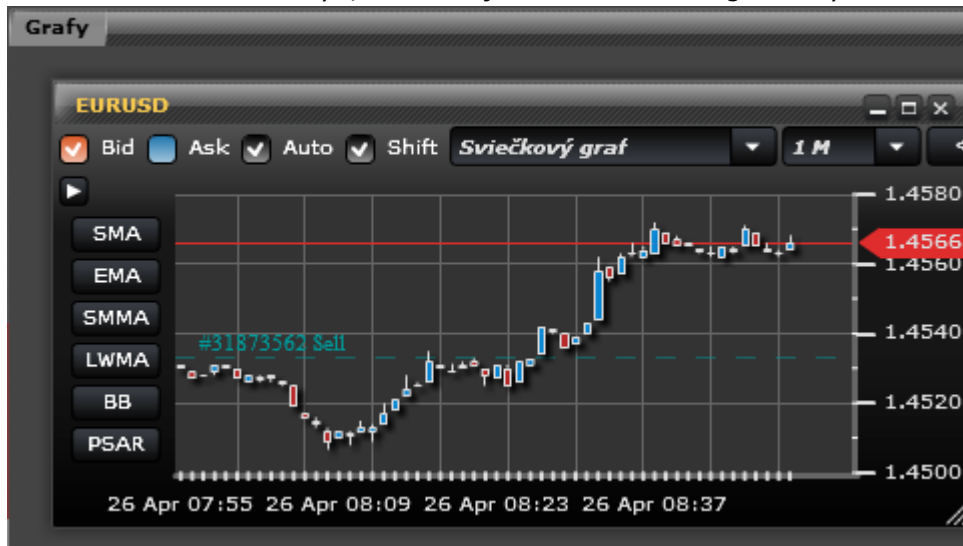 Grafy
EURUSD
Bid Ask Auto Shift Sviečkový graf 1 M <
1.4580
SMA
1.4566
EMA
1.4560
SMMA
#31873562 Sell
1.4540
LWMA
BB
1.4520
PSAR
1.4500
26 Apr 07:55 26 Apr 08:09 26 Apr 08:23 26 Apr 08:37